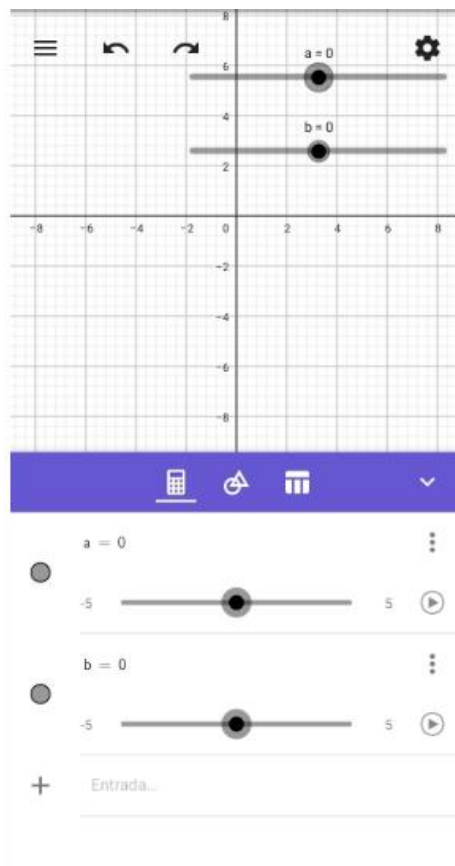 8
a = 0
6
4
b = 0
2
-8 -6 -4 -2 0 2 4 6 8
-2
-4
-6
-8
a = 0
-5 5
b = 0
-5 5
+ Entrada...